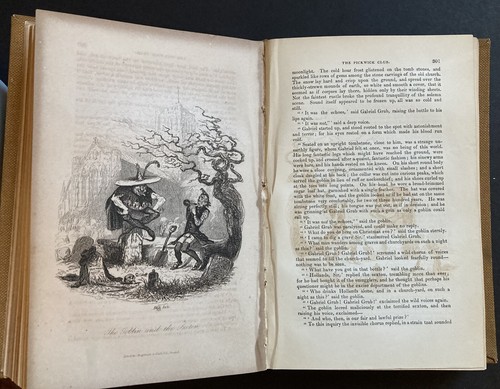 The Goblin and the Sexton
THE PICKWICK CLUB. 301
moonlight. The cold hoar frost glistened on the tomb stones, and
sparkled like rows of gems among the stone carvings of the old church.
The snow lay hard and crisp upon the ground, and spread over the
thickly-strewn mounds of earth, so white and smooth a cover, that it
seemed as if corpses lay there, hidden only by their winding sheets.
Not the faintest rustle broke the profound tranquillity of the solemn
scene. Sound itself appeared to be frozen up, all was so cold and
still.
"'It was the echoes,' said Gabriel Grub, raising the bottle to his
lips again.
"'It was not,' said a deep voice.
"Gabriel started up, and stood rooted to the spot with astonishment
and terror; for his eyes rested on a form which made his blood run
cold.
"Seated on an upright tombstone, close to him, was a strange un-
earthly figure, whom Gabriel felt at once, was no being of this world.
His long fantastic legs which might have reached the ground, were
cocked up, and crossed after a quaint, fantastic fashion; his sinewy arms
were bare, and his hands rested on his knees. On his short round body
he wore a close covering, ornamented with small slashes; and a short
cloak dangled at his back; the collar was cut into curious peaks, which
served the goblin in lieu of ruff or neckerchief; and his shoes curled up
at the toes into long points. On his head he wore a broad-brimmed
sugar loaf hat, garnished with a single feather. The hat was covered
with the white frost, and the goblin looked as if he had sat on the same
tombstone very comfortably, for two or three hundred years. He was
sitting perfectly still; his tongue was put out, as if in derision; and he
was grinning at Gabriel Grub with such a grin as only a goblin could
call up.
"'It was not the echoes,' said the goblin.
"Gabriel Grub was paralysed, and could make no reply.
"'What do you do here on Christmas eve?' said the goblin sternly.
"'I came to dig a grave Sir,' stammered Gabriel Grub.
"'What man wanders among graves and churchyards on such a night
as this?' said the goblin.
"'Gabriel Grub! Gabriel Grub!' screamed a wild chorus of voices
that seemed to fill the church-yard. Gabriel looked fearfully round—
nothing was to be seen.
"'What have you got in that bottle?' said the goblin.
"'Hollands, Sir,' replied the sexton, trembling more than ever;
for he had bought it of the smugglers, and he thought that perhaps his
questioner might be in the excise department of the goblins.
"'Who drinks Hollands alone, and in a church-yard, on such a
night as this?' said the goblin.
"'Gabriel Grub! Gabriel Grub!' exclaimed the wild voices again.
"The goblin leered maliciously at the terrified sexton, and then
raising his voice, exclaimed—
"'And who, then, is our fair and lawful prize?'
"To this inquiry the invisible chorus replied, in a strain that sounded